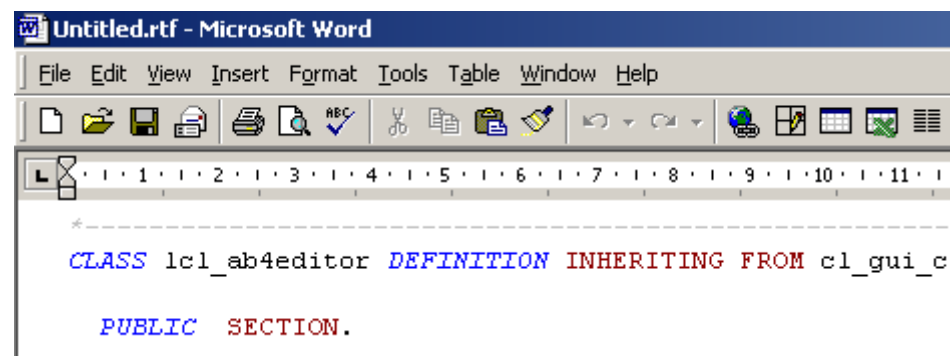 Untitled.rtf - Microsoft Word
File Edit View Insert Format Tools Table Window Help
ABC
L 1 2 3 4 5 6 7 8 9 10 11
*------------------------------------------------------------
CLASS lcl_ab4editor DEFINITION INHERITING FROM cl_gui_c
PUBLIC SECTION.